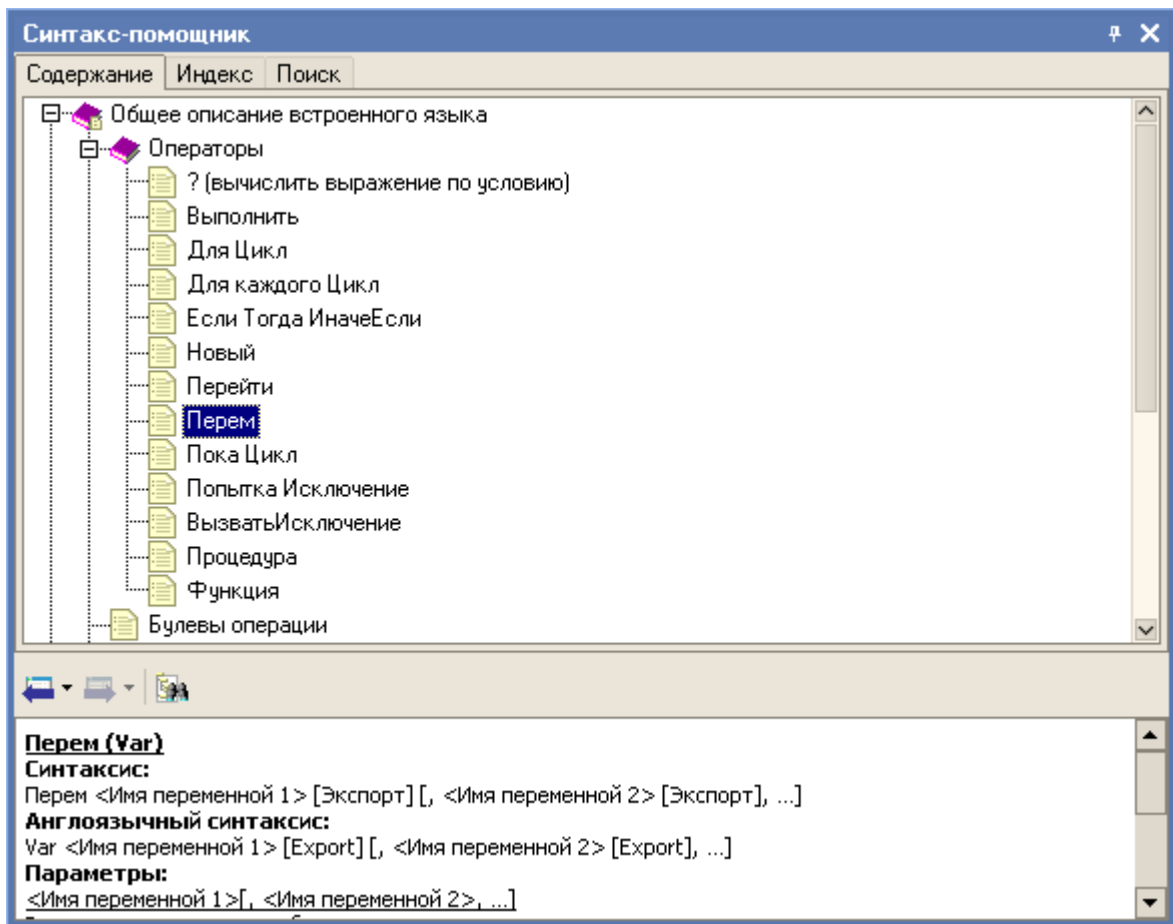 Синтакс-помощник
Содержание Индекс Поиск
Общее описание встроенного языка
Операторы
? (вычислить выражение по условию)
Выполнить
Для Цикл
Для каждого Цикл
Если Тогда ИначеЕсли
Новый
Перейти
Перем
Пока Цикл
Попытка Исключение
ВызватьИсключение
Процедура
Функция
Булевы операции
Перем (Var)
Синтаксис:
Перем <Имя переменной 1> [Экспорт] [, <Имя переменной 2> [Экспорт], ...]
Англоязычный синтаксис:
Var <Имя переменной 1> [Export] [, <Имя переменной 2> [Export], ...]
Параметры:
<Имя переменной 1>[, <Имя переменной 2>, ...]